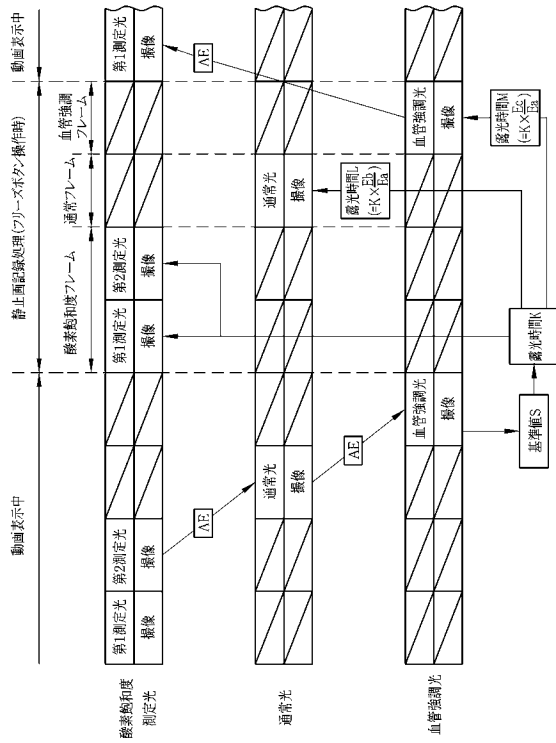 動画表示中
静止画記録処理(フリーズボタン操作時)
動画表示中
酸素飽和度フレーム
通常フレーム
血管強調
フレーム
酸素飽和度
測定光
第1測定光
撮像
第2測定光
撮像
第1測定光
撮像
第2測定光
撮像
第1測定光
撮像
AE
AE
AE
通常光
通常光
撮像
通常光
撮像
露光時間L
(=K×Eb/Ea)
血管強調光
血管強調光
撮像
血管強調光
撮像
基準値S
露光時間K
露光時間M
(=K×Ec/Ea)